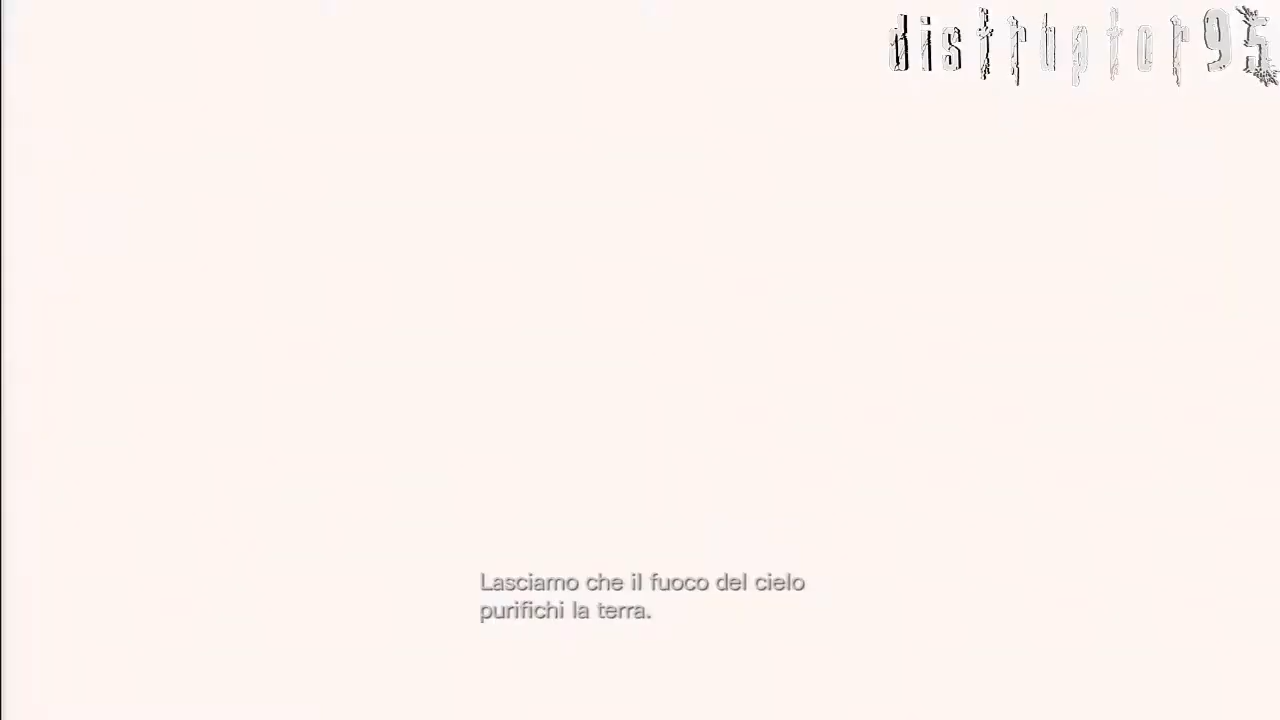 distruptor95
Lasciamo che il fuoco del cielo
purifichi la terra.